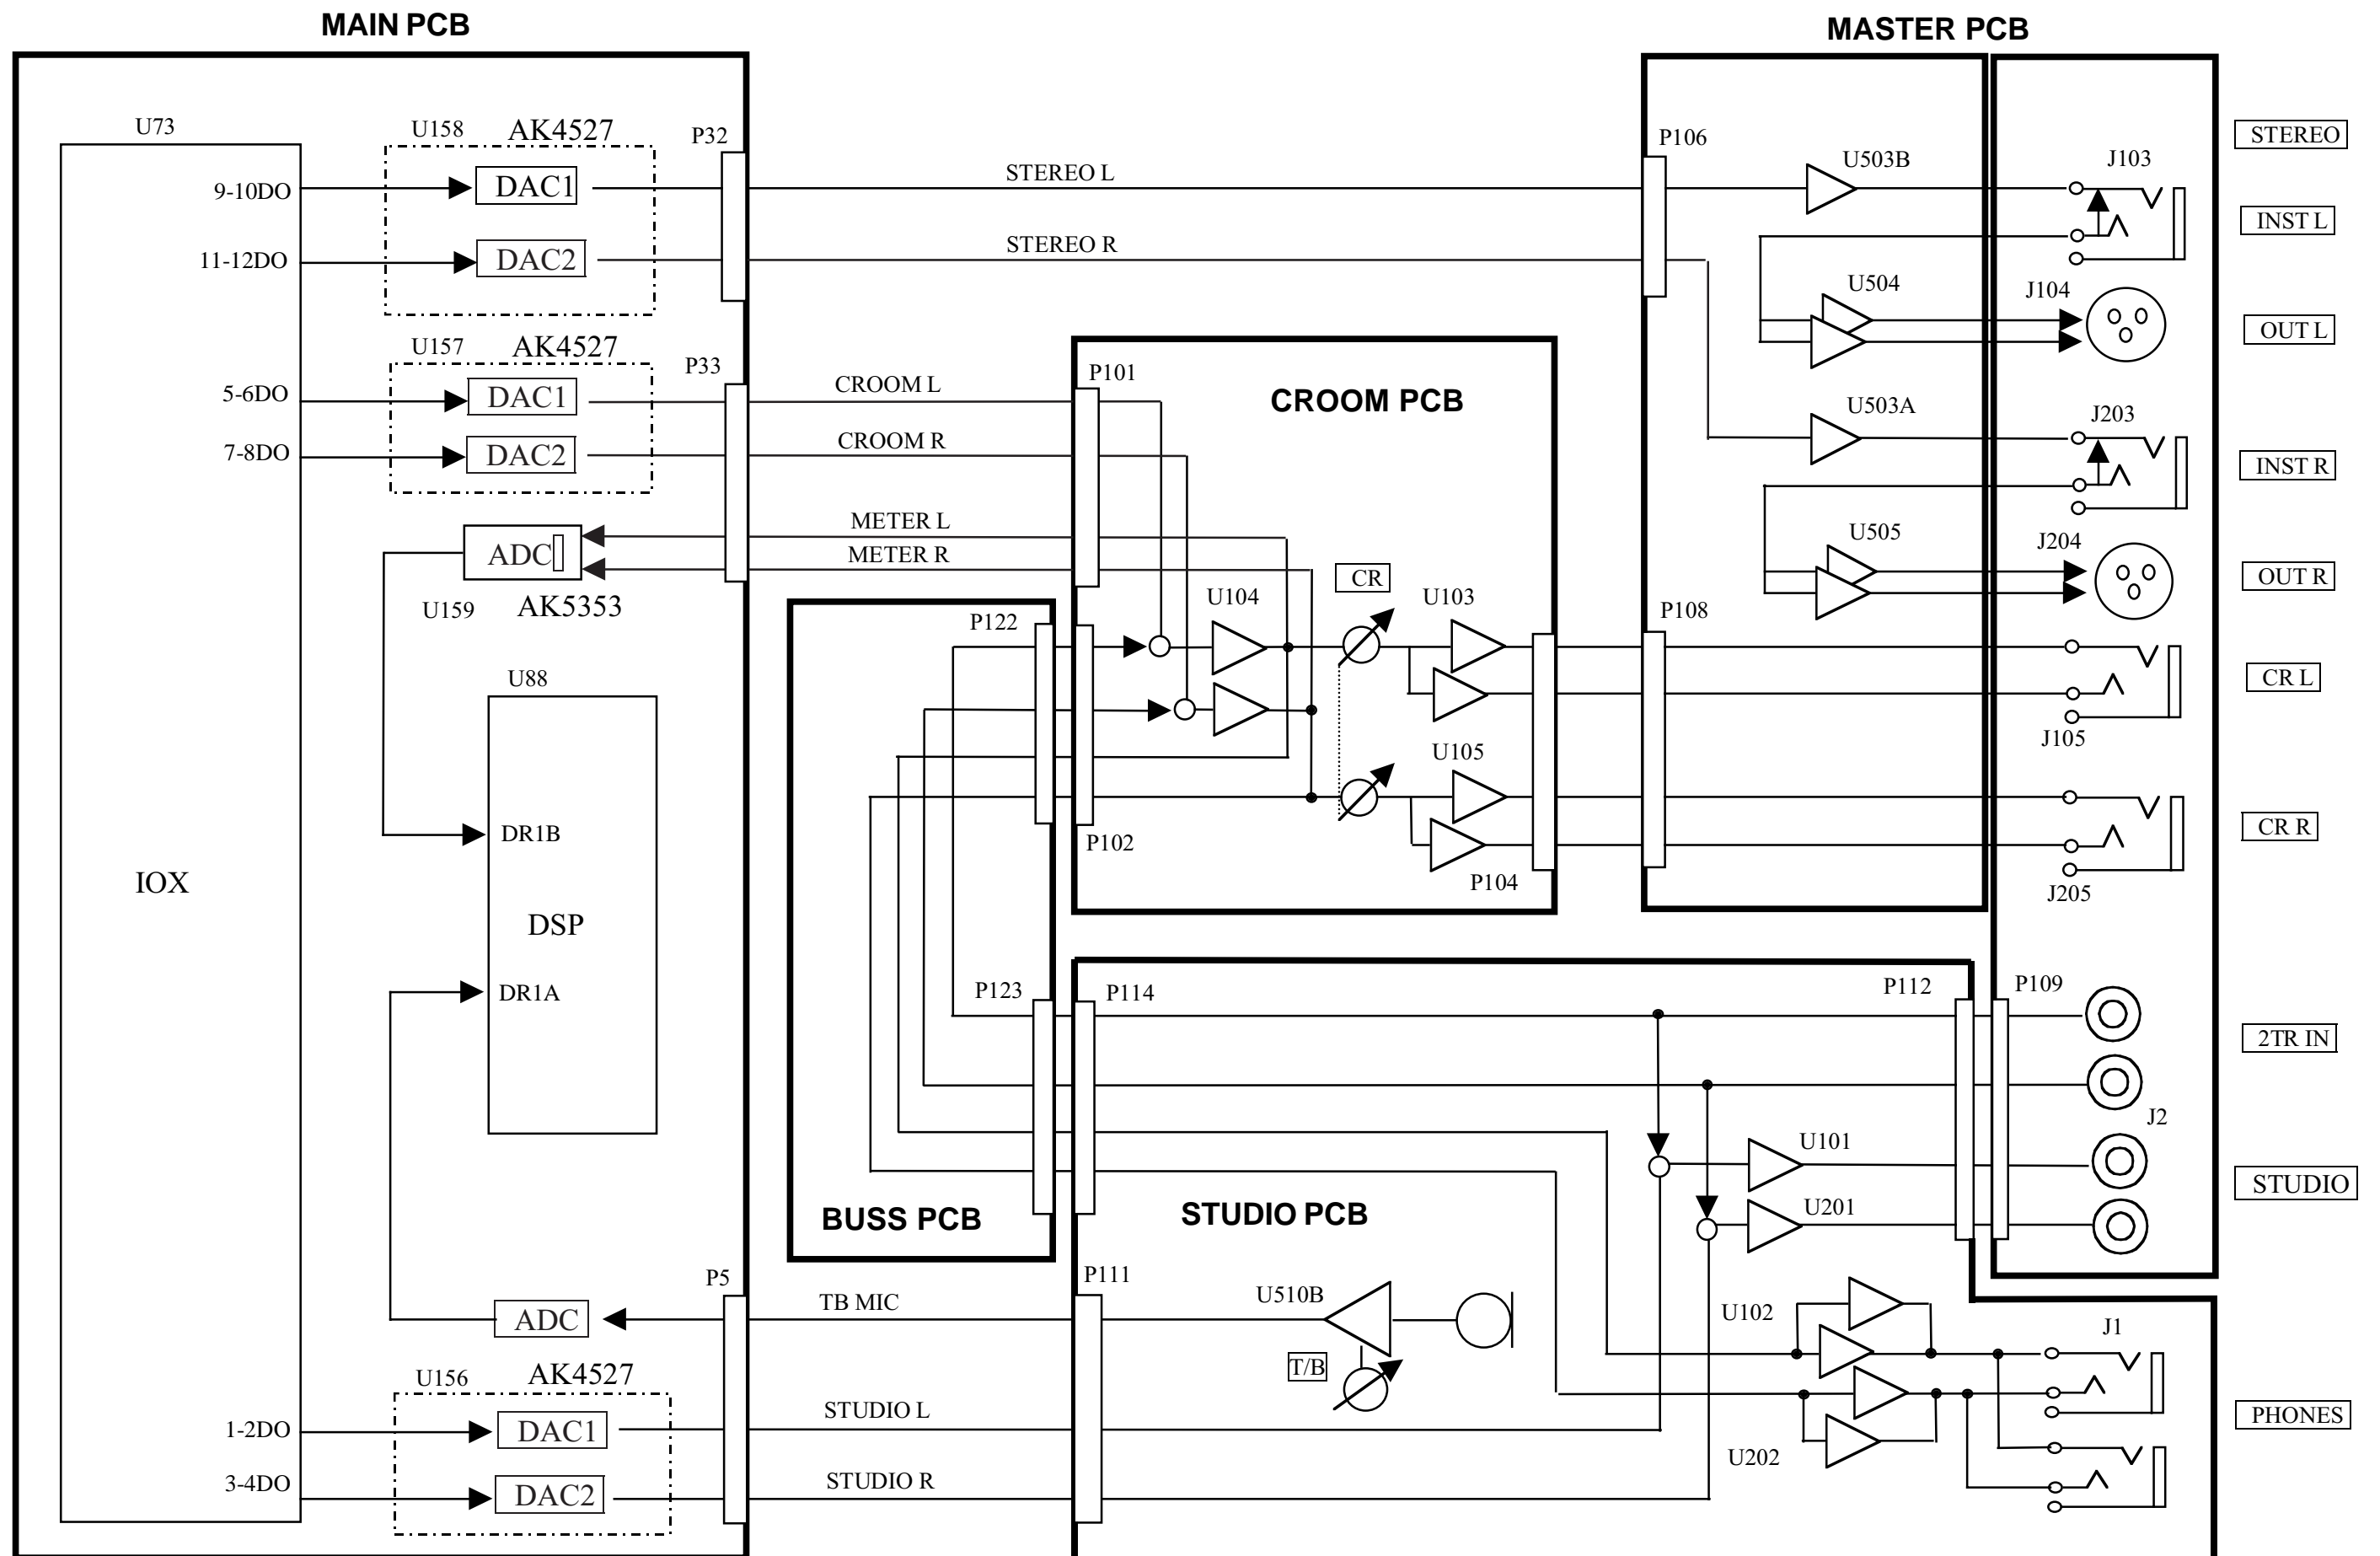 MAIN PCB
MASTER PCB
U73
U158
AK4527
P32
P106
U503B
J103
STEREO
9-10DO
DAC1
STEREO L
INST L
11-12DO
DAC2
STEREO R
U504
J104
OUT L
U157
AK4527
P33
P101
5-6DO
DAC1
CROOM L
CROOM PCB
U503A
J203
7-8DO
DAC2
CROOM R
INST R
METER L
U505
J204
ADC
METER R
CR
OUT R
U159
AK5353
P122
U104
U103
P108
U88
CR L
J105
U105
DR1B
P102
CR R
IOX
P104
J205
DSP
DR1A
P123
P114
P112
P109
2TR IN
J2
U101
STUDIO
BUSS PCB
STUDIO PCB
U201
P5
P111
TB MIC
U510B
ADC
U102
J1
T/B
U156
AK4527
1-2DO
DAC1
STUDIO L
PHONES
U202
3-4DO
DAC2
STUDIO R